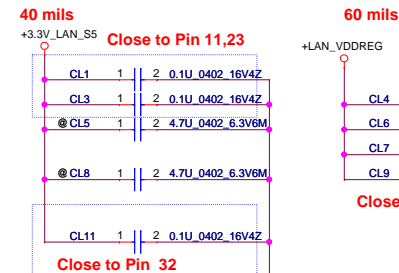 40 mils
60 mils
+3.3V_LAN_S5
Close to Pin 11,23
+LAN_VDDREG
CL1 1 2 0.1U_0402_16V4Z
CL3 1 2 0.1U_0402_16V4Z
CL4
@ CL5 1 2 4.7U_0402_6.3V6M
CL6
CL7
@ CL8 1 2 4.7U_0402_6.3V6M
CL9
Close
CL11 1 2 0.1U_0402_16V4Z
Close to Pin 32